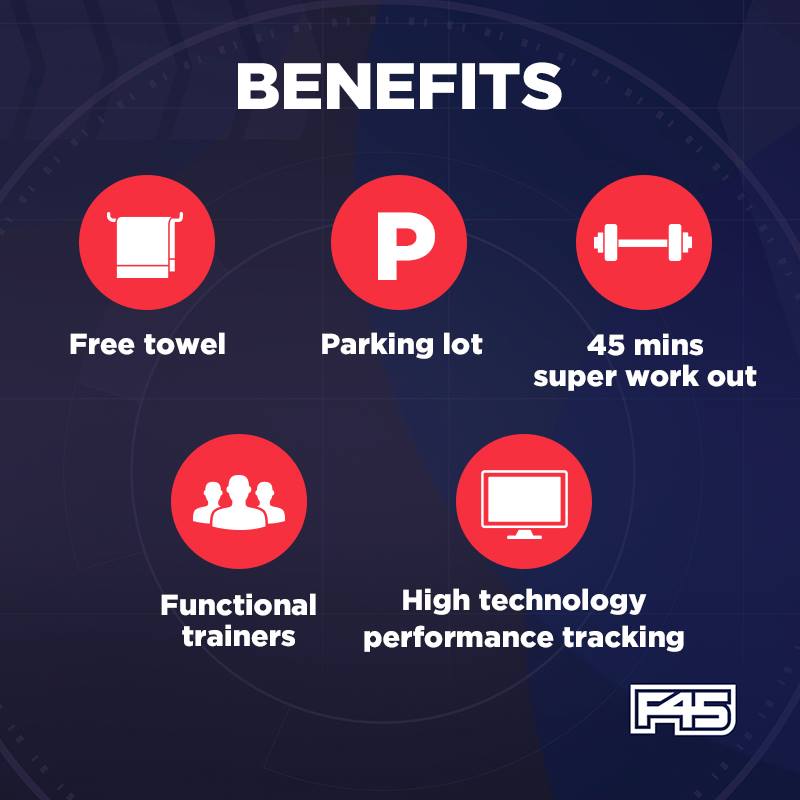 BENEFITS
P
Free towel
Parking lot
45 mins
super work out
Functional
trainers
High technology
performance tracking
F45